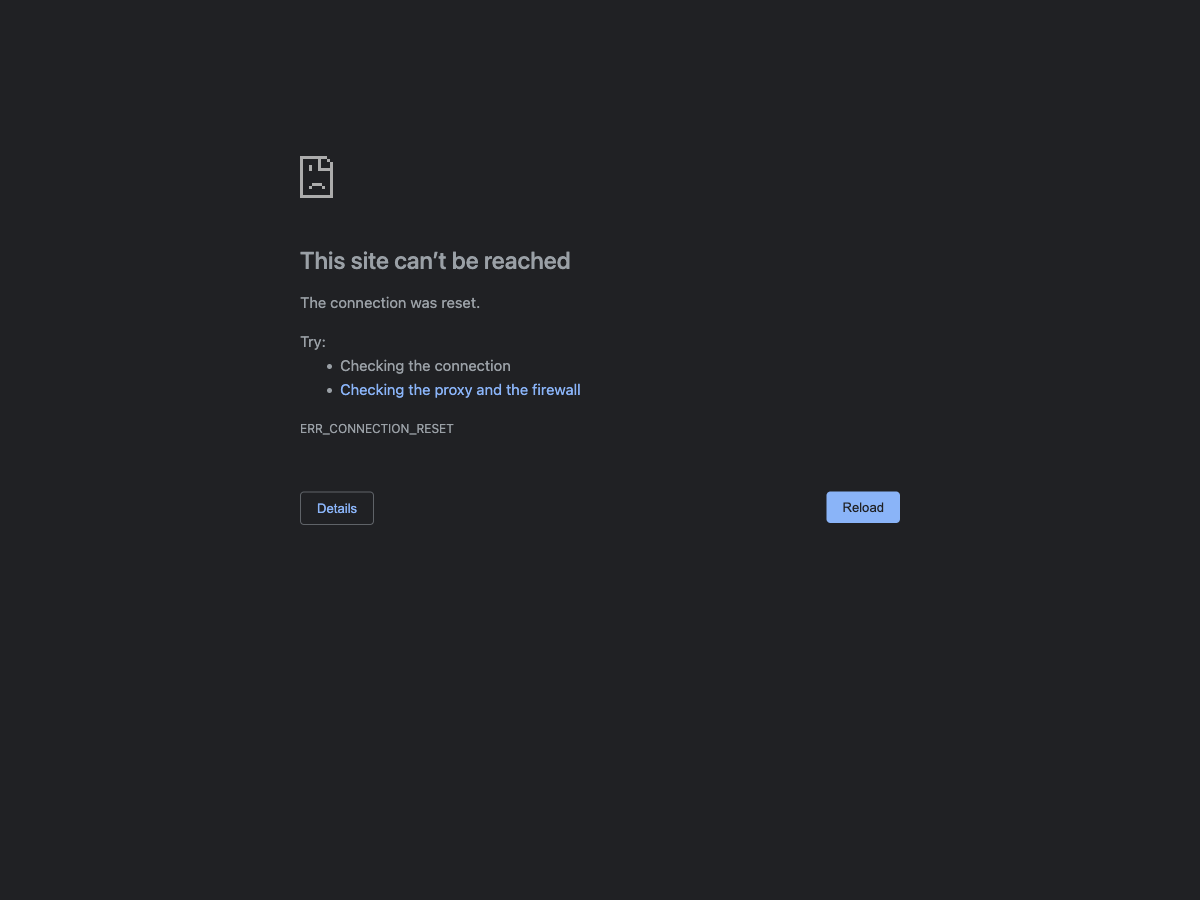 This site can’t be reached
The connection was reset.
Try:
Checking the connection
Checking the proxy and the firewall
ERR_CONNECTION_RESET
Details
Reload